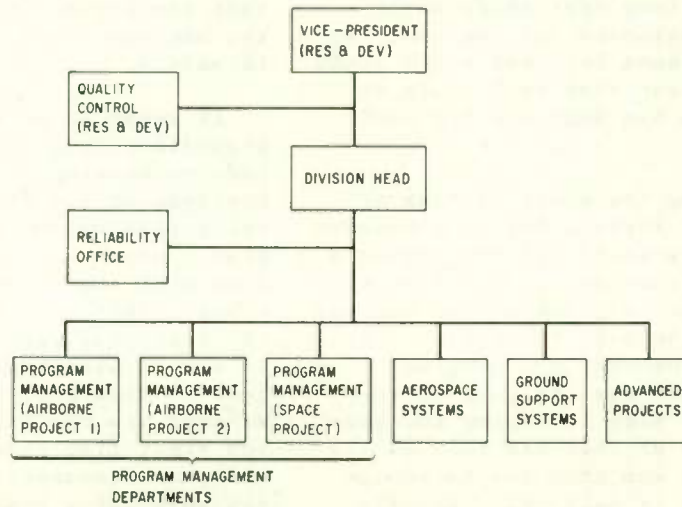 VICE-PRESIDENT
(RES & DEV)
QUALITY
CONTROL
(RES & DEV)
DIVISION HEAD
RELIABILITY
OFFICE
PROGRAM
MANAGEMENT
(AIRBORNE
PROJECT 1)
PROGRAM
MANAGEMENT
(AIRBORNE
PROJECT 2)
PROGRAM
MANAGEMENT
(SPACE
PROJECT)
AEROSPACE
SYSTEMS
GROUND
SUPPORT
SYSTEMS
ADVANCED
PROJECTS
PROGRAM MANAGEMENT
DEPARTMENTS